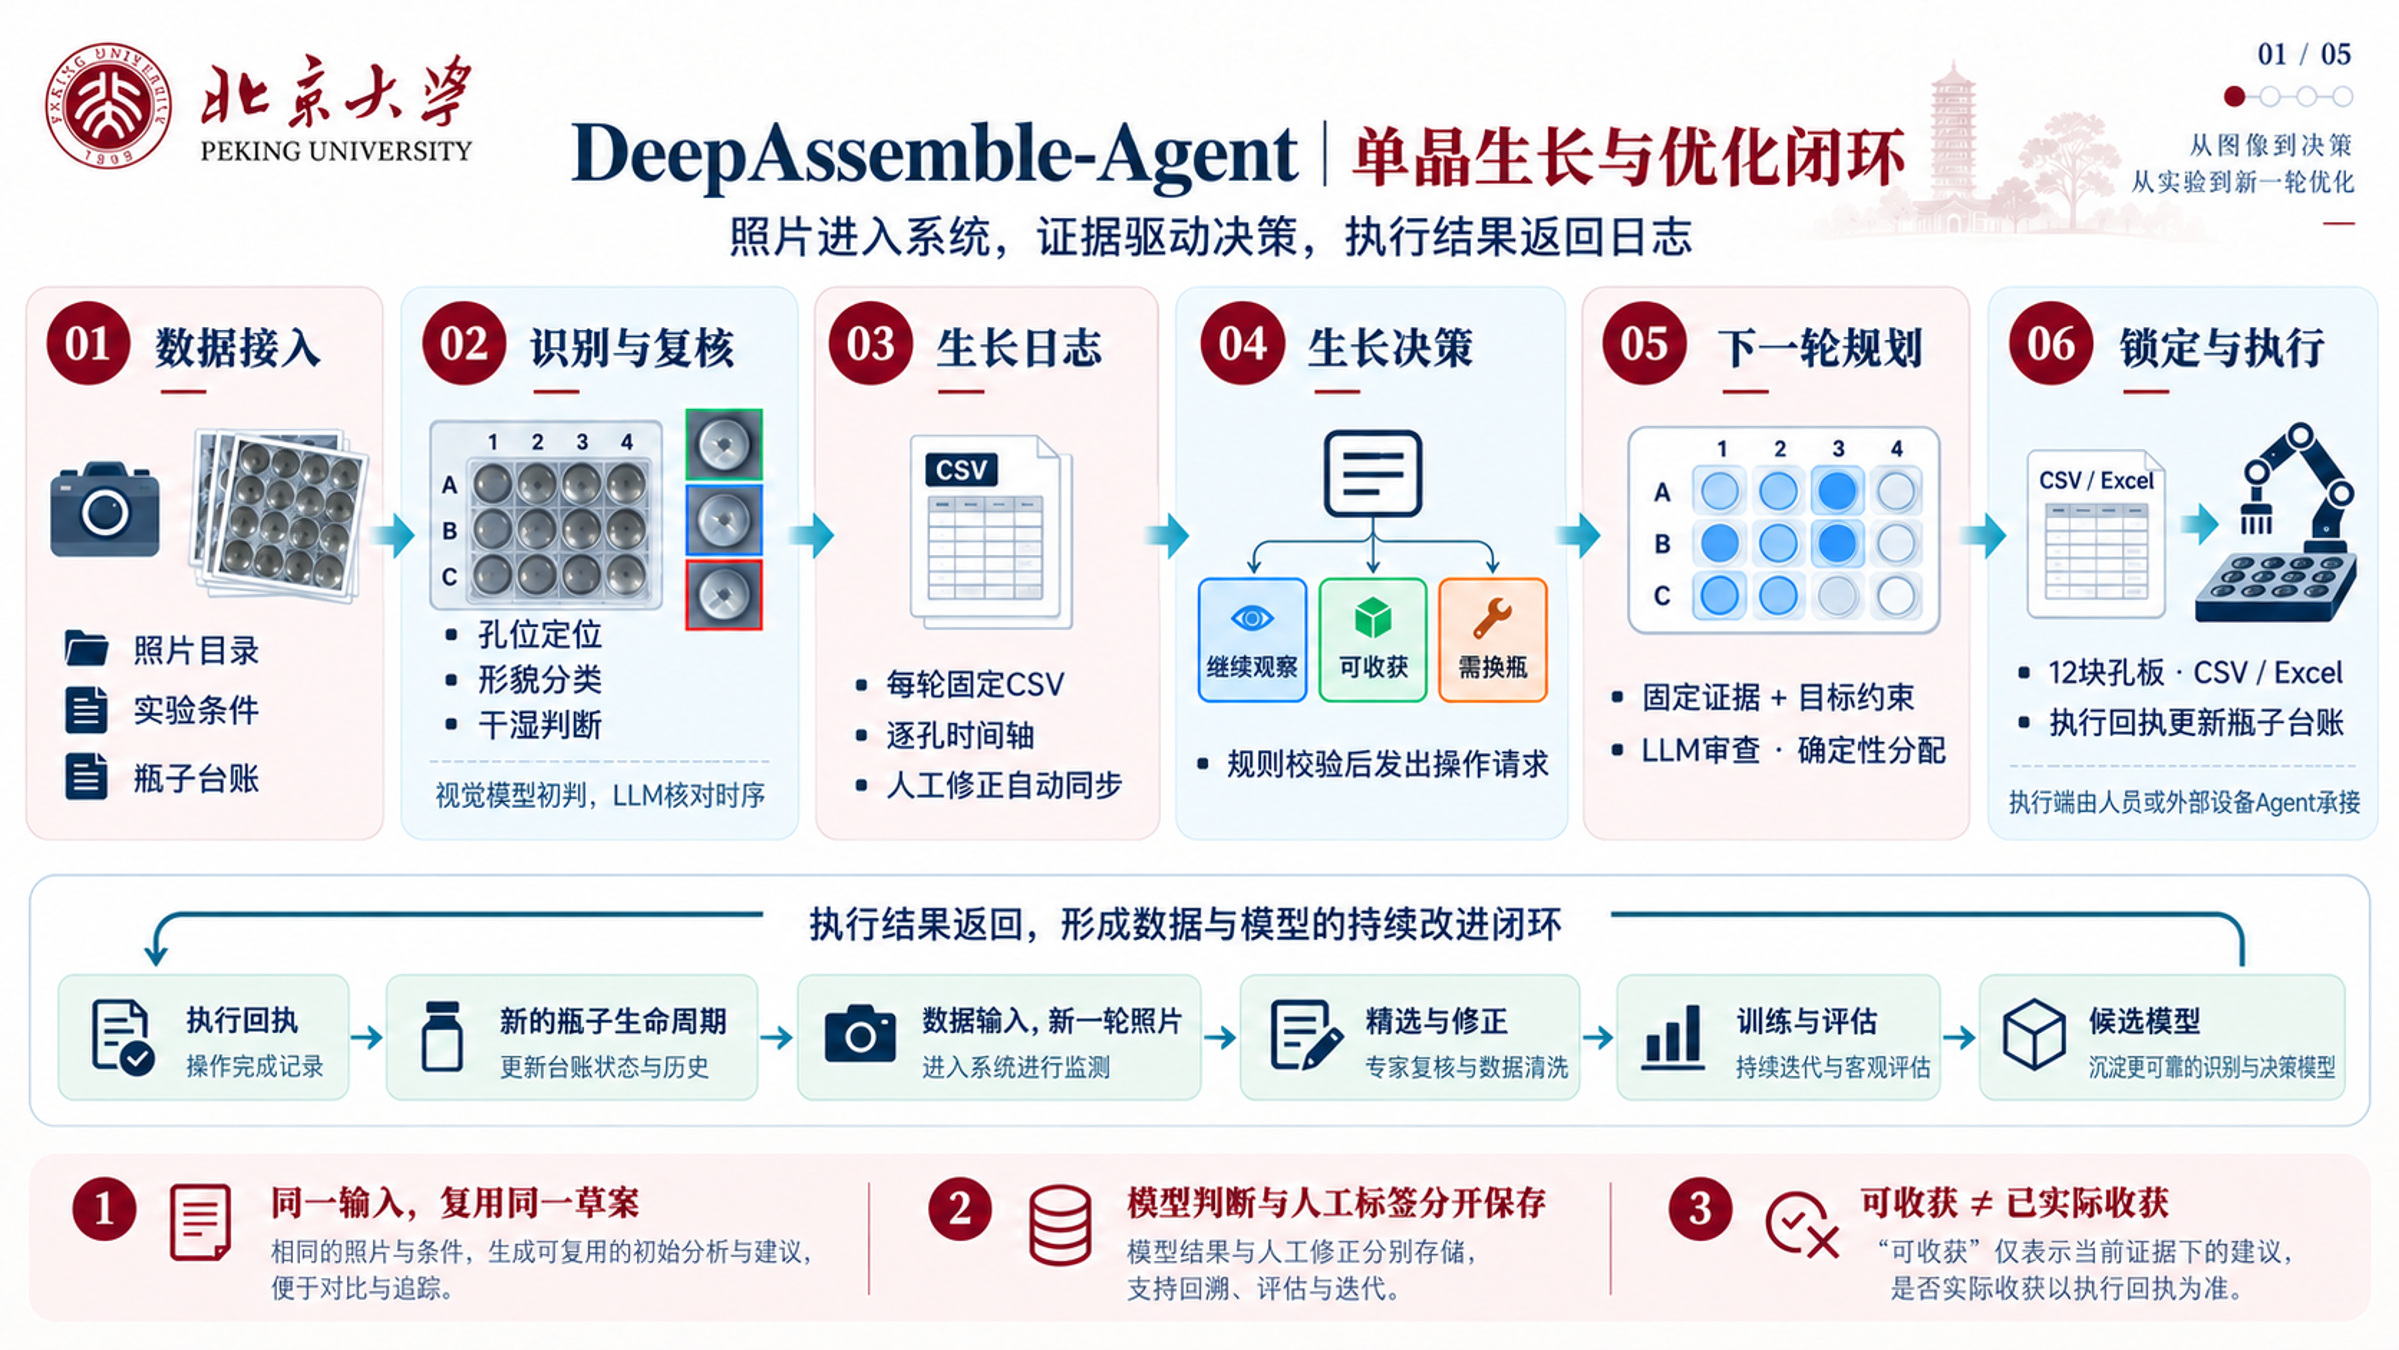 PEKING UNIVERSITY
1898
北京大学
PEKING UNIVERSITY
DeepAssemble-Agent | 单晶生长与优化闭环
照片进入系统，证据驱动决策，执行结果返回日志
01 / 05
从图像到决策
从实验到新一轮优化
01 数据接入
照片目录
实验条件
瓶子台账
02 识别与复核
1 2 3 4
A
B
C
▪ 孔位定位
▪ 形貌分类
▪ 干湿判断
视觉模型初判，LLM核对时序
03 生长日志
CSV
▪ 每轮固定CSV
▪ 逐孔时间轴
▪ 人工修正自动同步
04 生长决策
继续观察
可收获
需换瓶
▪ 规则校验后发出操作请求
05 下一轮规划
1 2 3 4
A
B
C
▪ 固定证据 + 目标约束
▪ LLM审查 · 确定性分配
06 锁定与执行
CSV / Excel
▪ 12块孔板 · CSV / Excel
▪ 执行回执更新瓶子台账
执行端由人员或外部设备Agent承接
执行结果返回，形成数据与模型的持续改进闭环
执行回执
操作完成记录
新的瓶子生命周期
更新台账状态与历史
数据输入, 新一轮照片
进入系统进行监测
精选与修正
专家复核与数据清洗
训练与评估
持续迭代与客观评估
候选模型
沉淀更可靠的识别与决策模型
1 同一输入，复用同一草案
相同的照片与条件，生成可复用的初始分析与建议，
便于对比与追踪。
2 模型判断与人工标签分开保存
模型结果与人工修正分别存储，
支持回溯、评估与迭代。
3 可收获 ≠ 已实际收获
“可收获”仅表示当前证据下的建议，
是否实际收获以执行回执为准。